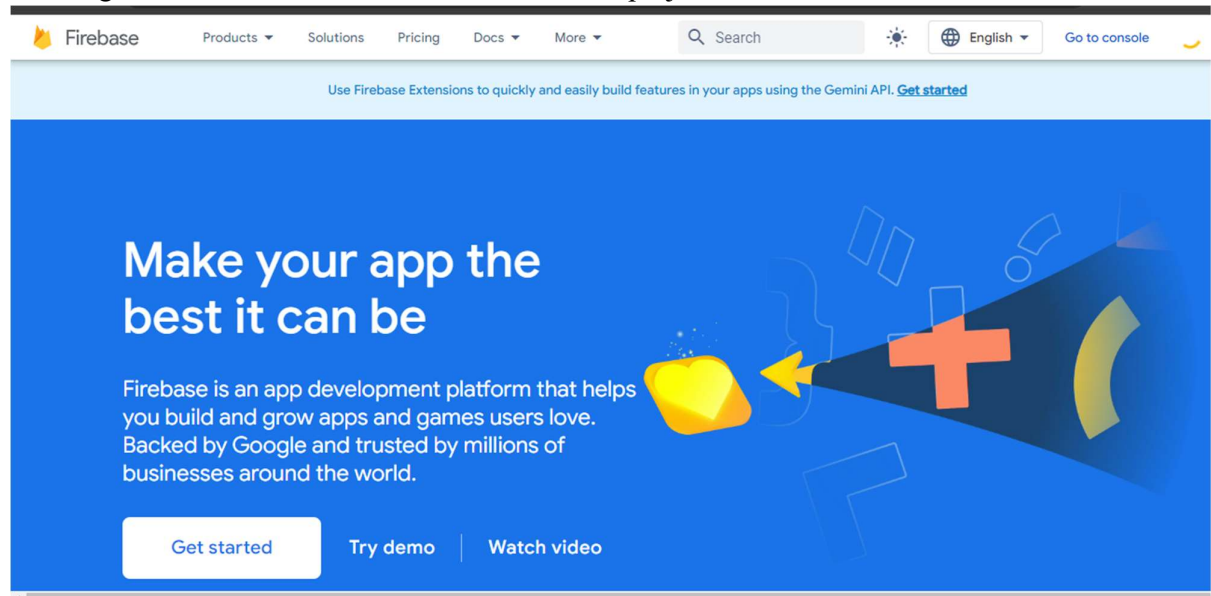 Firebase Products Solutions Pricing Docs More Search English Go to console
Use Firebase Extensions to quickly and easily build features in your apps using the Gemini API. Get started
Make your app the
best it can be
Firebase is an app development platform that helps
you build and grow apps and games users love.
Backed by Google and trusted by millions of
businesses around the world.
Get started Try demo Watch video